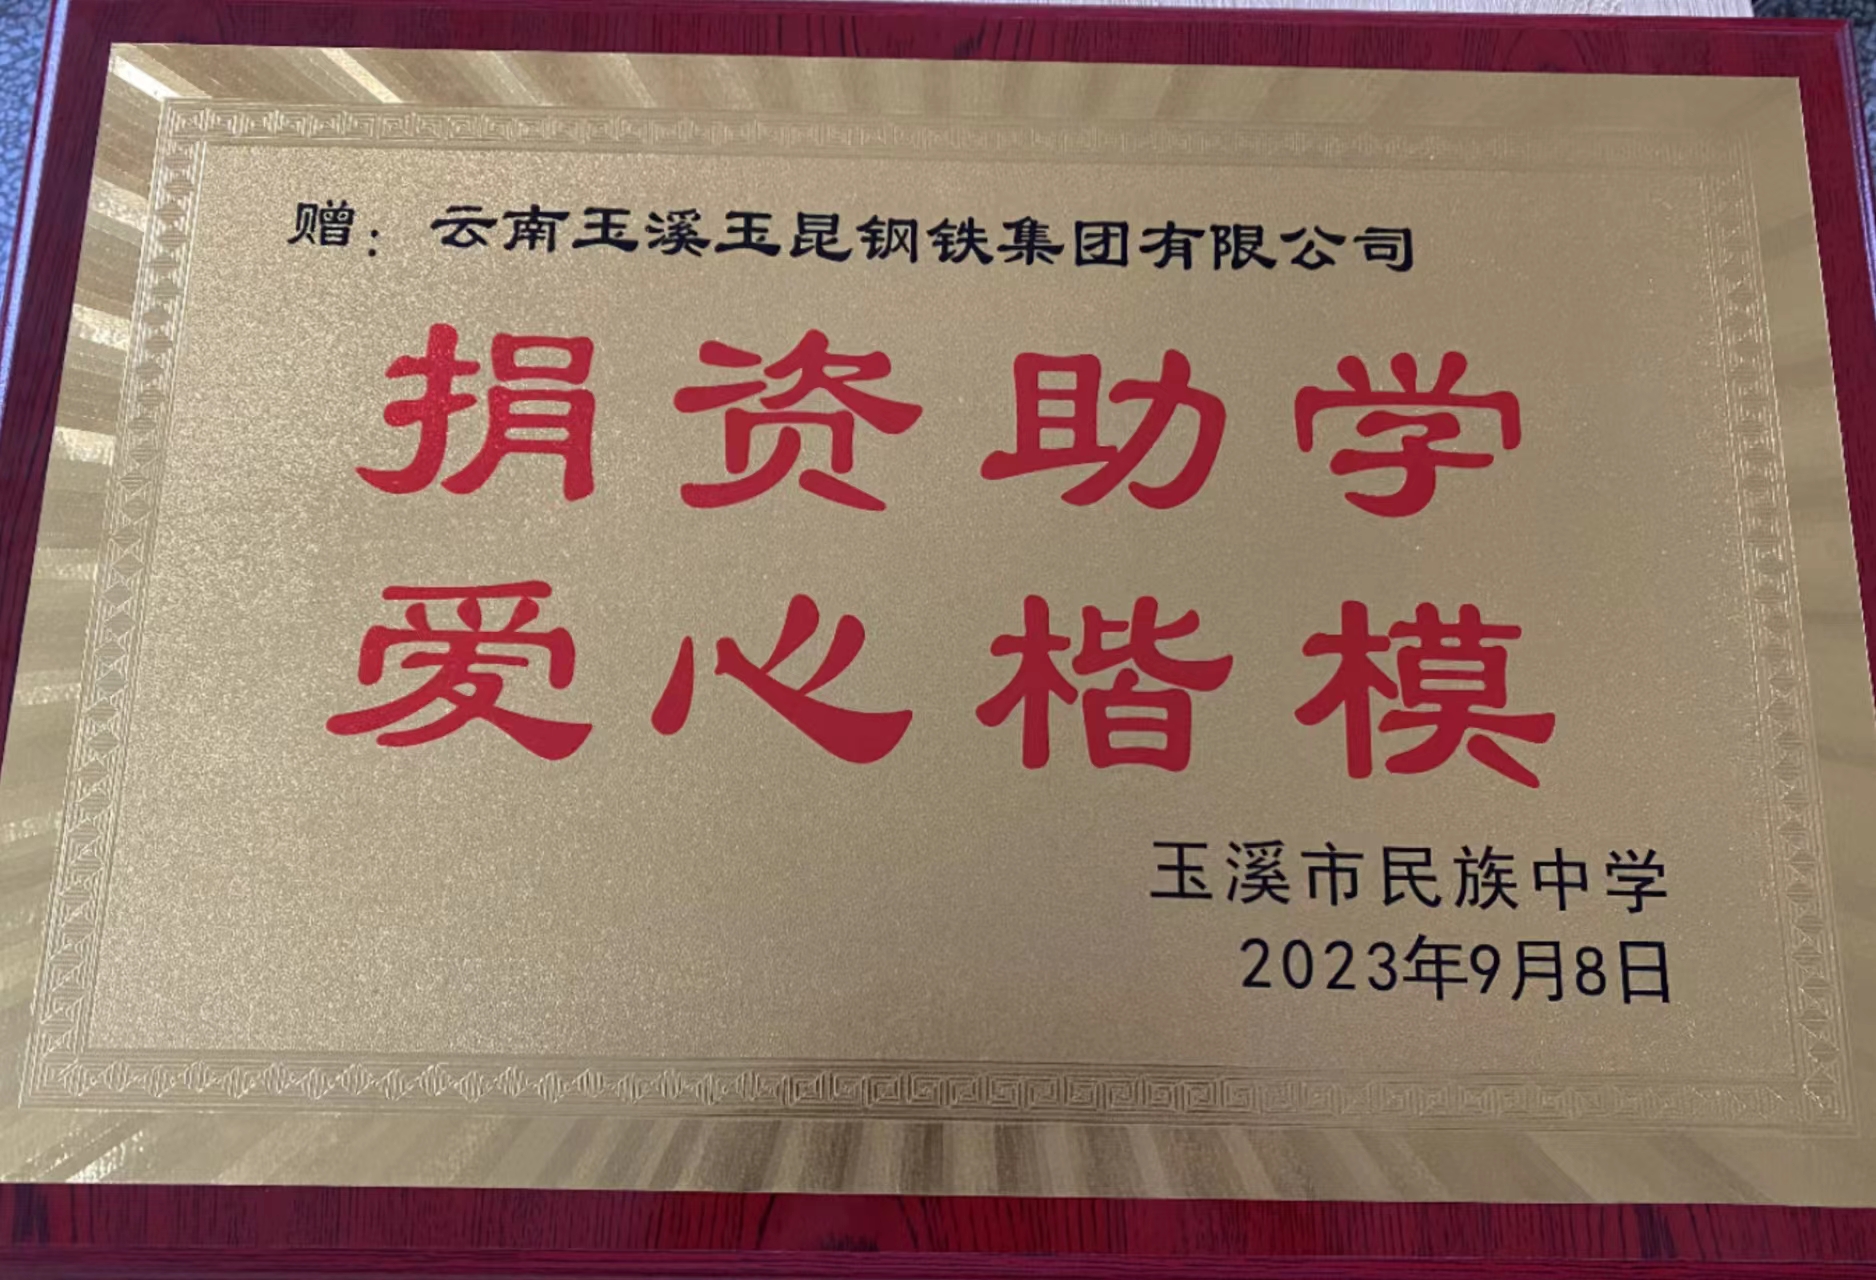 赠：云南玉溪玉昆钢铁集团有限公司
捐资助学
爱心楷模
玉溪市民族中学
2023年9月8日